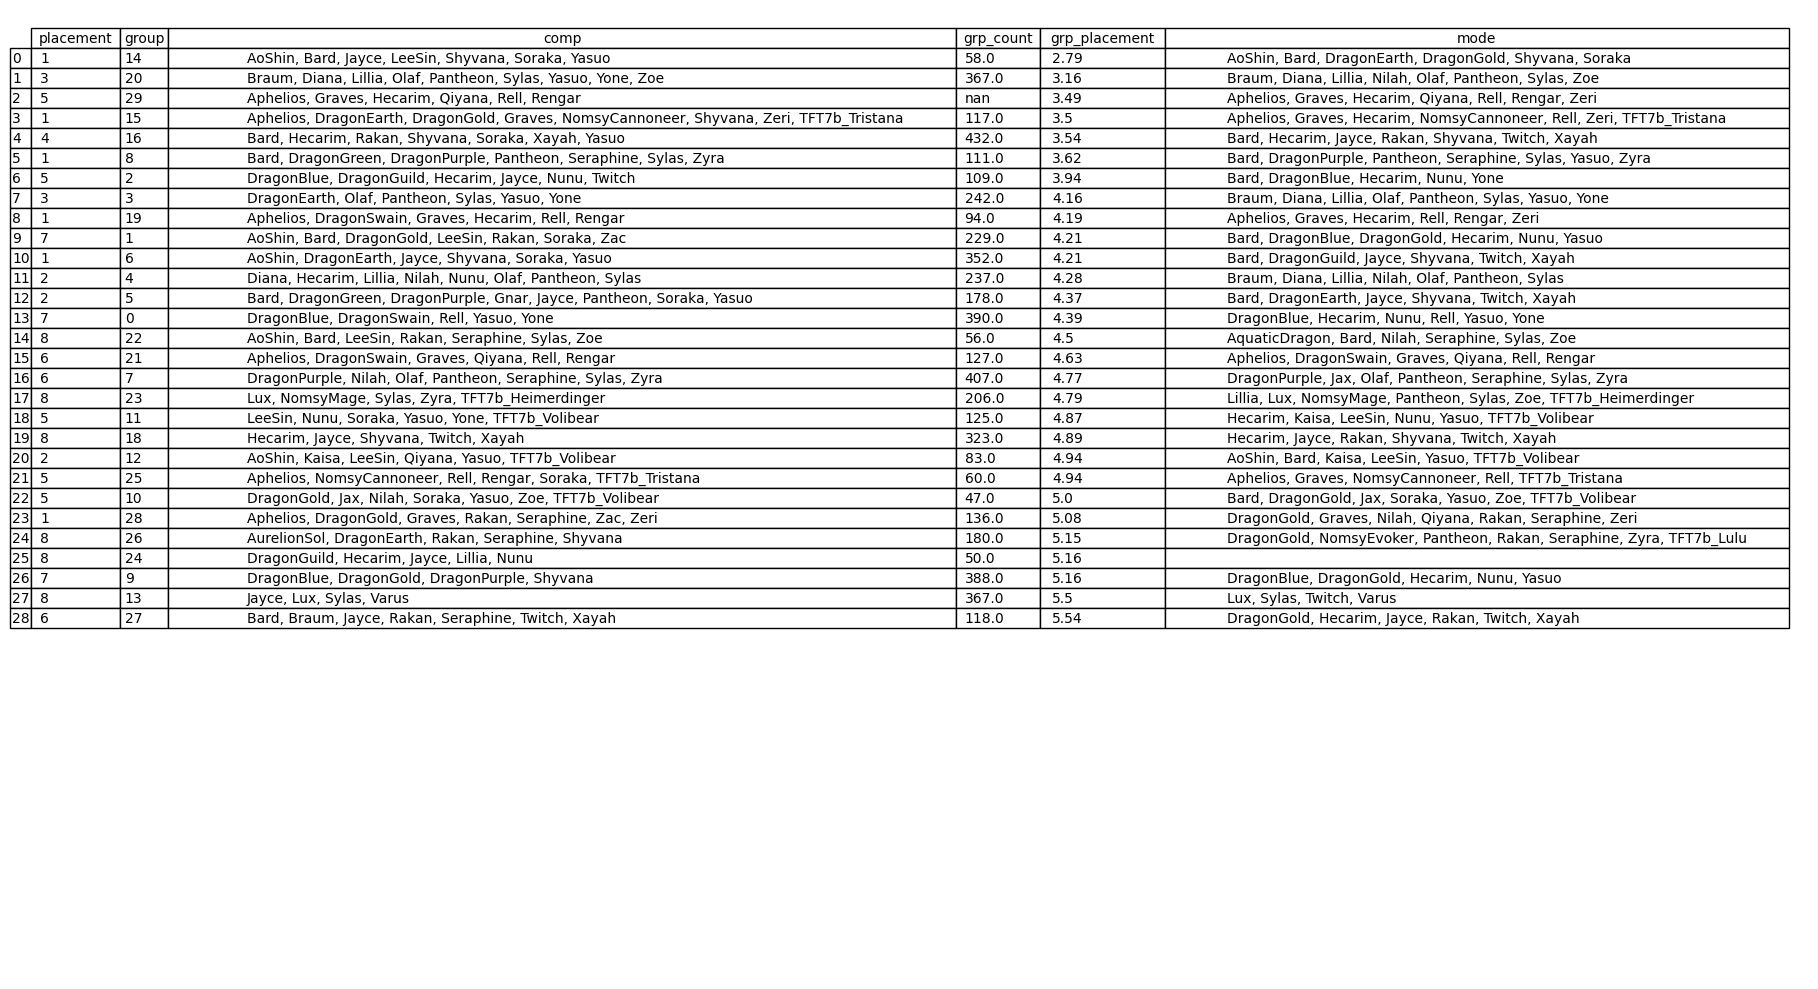 placement group comp grp_count grp_placement mode
0 1 14 AoShin, Bard, Jayce, LeeSin, Shyvana, Soraka, Yasuo 58.0 2.79 AoShin, Bard, DragonEarth, DragonGold, Shyvana, Soraka
1 3 20 Braum, Diana, Lillia, Olaf, Pantheon, Sylas, Yasuo, Yone, Zoe 367.0 3.16 Braum, Diana, Lillia, Nilah, Olaf, Pantheon, Sylas, Zoe
2 5 29 Aphelios, Graves, Hecarim, Qiyana, Rell, Rengar nan 3.49 Aphelios, Graves, Hecarim, Qiyana, Rell, Rengar, Zeri
3 1 15 Aphelios, DragonEarth, DragonGold, Graves, NomsyCannoneer, Shyvana, Zeri, TFT7b_Tristana 117.0 3.5 Aphelios, Graves, Hecarim, NomsyCannoneer, Rell, Zeri, TFT7b_Tristana
4 4 16 Bard, Hecarim, Rakan, Shyvana, Soraka, Xayah, Yasuo 432.0 3.54 Bard, Hecarim, Jayce, Rakan, Shyvana, Twitch, Xayah
5 1 8 Bard, DragonGreen, DragonPurple, Pantheon, Seraphine, Sylas, Zyra 111.0 3.62 Bard, DragonPurple, Pantheon, Seraphine, Sylas, Yasuo, Zyra
6 5 2 DragonBlue, DragonGuild, Hecarim, Jayce, Nunu, Twitch 109.0 3.94 Bard, DragonBlue, Hecarim, Nunu, Yone
7 3 3 DragonEarth, Olaf, Pantheon, Sylas, Yasuo, Yone 242.0 4.16 Braum, Diana, Lillia, Olaf, Pantheon, Sylas, Yasuo, Yone
8 1 19 Aphelios, DragonSwain, Graves, Hecarim, Rell, Rengar 94.0 4.19 Aphelios, Graves, Hecarim, Rell, Rengar, Zeri
9 7 1 AoShin, Bard, DragonGold, LeeSin, Rakan, Soraka, Zac 229.0 4.21 Bard, DragonBlue, DragonGold, Hecarim, Nunu, Yasuo
10 1 6 AoShin, DragonEarth, Jayce, Shyvana, Soraka, Yasuo 352.0 4.21 Bard, DragonGuild, Jayce, Shyvana, Twitch, Xayah
11 2 4 Diana, Hecarim, Lillia, Nilah, Nunu, Olaf, Pantheon, Sylas 237.0 4.28 Braum, Diana, Lillia, Nilah, Olaf, Pantheon, Sylas
12 2 5 Bard, DragonGreen, DragonPurple, Gnar, Jayce, Pantheon, Soraka, Yasuo 178.0 4.37 Bard, DragonEarth, Jayce, Shyvana, Twitch, Xayah
13 7 0 DragonBlue, DragonSwain, Rell, Yasuo, Yone 390.0 4.39 DragonBlue, Hecarim, Nunu, Rell, Yasuo, Yone
14 8 22 AoShin, Bard, LeeSin, Rakan, Seraphine, Sylas, Zoe 56.0 4.5 AquaticDragon, Bard, Nilah, Seraphine, Sylas, Zoe
15 6 21 Aphelios, DragonSwain, Graves, Qiyana, Rell, Rengar 127.0 4.63 Aphelios, DragonSwain, Graves, Qiyana, Rell, Rengar
16 6 7 DragonPurple, Nilah, Olaf, Pantheon, Seraphine, Sylas, Zyra 407.0 4.77 DragonPurple, Jax, Olaf, Pantheon, Seraphine, Sylas, Zyra
17 8 23 Lux, NomsyMage, Sylas, Zyra, TFT7b_Heimerdinger 206.0 4.79 Lillia, Lux, NomsyMage, Pantheon, Sylas, Zoe, TFT7b_Heimerdinger
18 5 11 LeeSin, Nunu, Soraka, Yasuo, Yone, TFT7b_Volibear 125.0 4.87 Hecarim, Kaisa, LeeSin, Nunu, Yasuo, TFT7b_Volibear
19 8 18 Hecarim, Jayce, Shyvana, Twitch, Xayah 323.0 4.89 Hecarim, Jayce, Rakan, Shyvana, Twitch, Xayah
20 2 12 AoShin, Kaisa, LeeSin, Qiyana, Yasuo, TFT7b_Volibear 83.0 4.94 AoShin, Bard, Kaisa, LeeSin, Yasuo, TFT7b_Volibear
21 5 25 Aphelios, NomsyCannoneer, Rell, Rengar, Soraka, TFT7b_Tristana 60.0 4.94 Aphelios, Graves, NomsyCannoneer, Rell, TFT7b_Tristana
22 5 10 DragonGold, Jax, Nilah, Soraka, Yasuo, Zoe, TFT7b_Volibear 47.0 5.0 Bard, DragonGold, Jax, Soraka, Yasuo, Zoe, TFT7b_Volibear
23 1 28 Aphelios, DragonGold, Graves, Rakan, Seraphine, Zac, Zeri 136.0 5.08 DragonGold, Graves, Nilah, Qiyana, Rakan, Seraphine, Zeri
24 8 26 AurelionSol, DragonEarth, Rakan, Seraphine, Shyvana 180.0 5.15 DragonGold, NomsyEvoker, Pantheon, Rakan, Seraphine, Zyra, TFT7b_Lulu
25 8 24 DragonGuild, Hecarim, Jayce, Lillia, Nunu 50.0 5.16
26 7 9 DragonBlue, DragonGold, DragonPurple, Shyvana 388.0 5.16 DragonBlue, DragonGold, Hecarim, Nunu, Yasuo
27 8 13 Jayce, Lux, Sylas, Varus 367.0 5.5 Lux, Sylas, Twitch, Varus
28 6 27 Bard, Braum, Jayce, Rakan, Seraphine, Twitch, Xayah 118.0 5.54 DragonGold, Hecarim, Jayce, Rakan, Twitch, Xayah